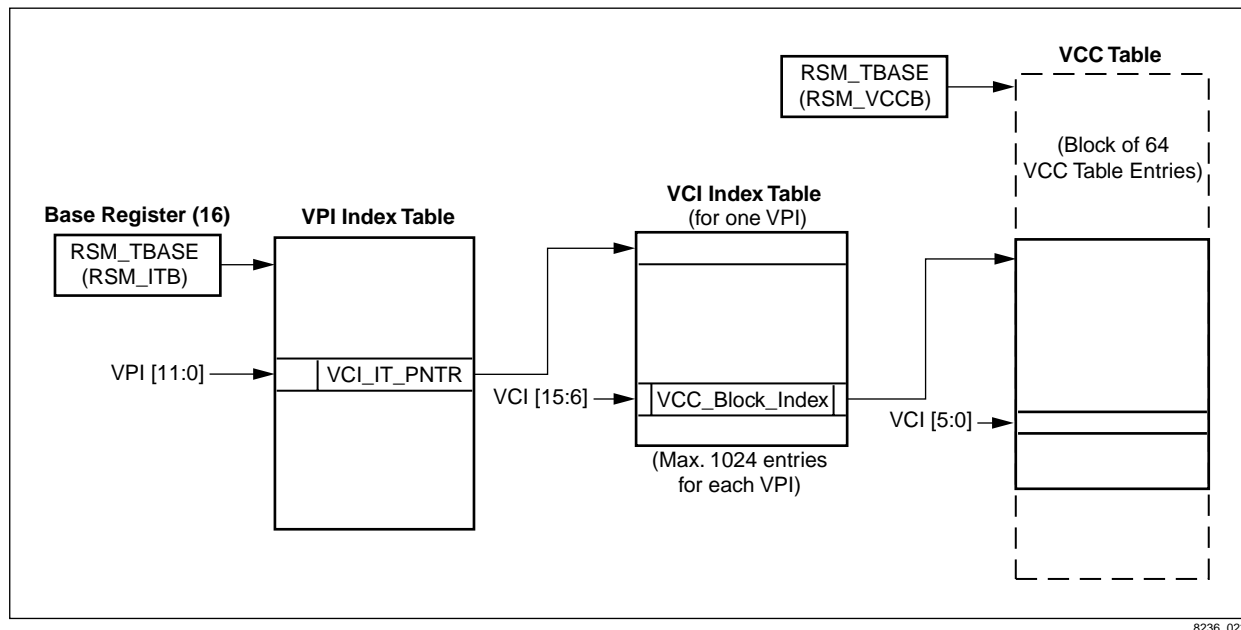 VCC Table
RSM_TBASE
(RSM_VCCB)
(Block of 64
VCC Table Entries)
VCI Index Table
(for one VPI)
Base Register (16)
VPI Index Table
RSM_TBASE
(RSM_ITB)
VPI [11:0]
VCI_IT_PNTR
VCI [15:6]
VCC_Block_Index
VCI [5:0]
(Max. 1024 entries
for each VPI)